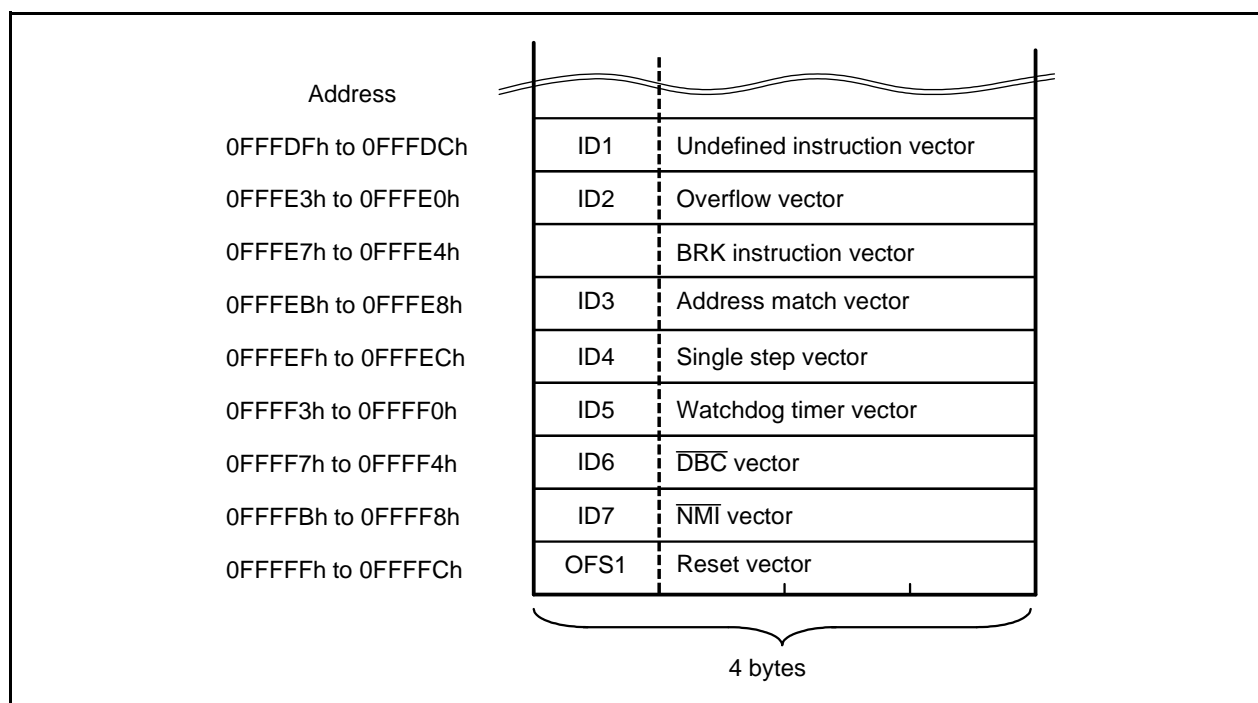 Address
0FFFDFh to 0FFFDCh ID1 Undefined instruction vector
0FFFE3h to 0FFFE0h ID2 Overflow vector
0FFFE7h to 0FFFE4h BRK instruction vector
0FFFEBh to 0FFFE8h ID3 Address match vector
0FFFEFh to 0FFFECh ID4 Single step vector
0FFFF3h to 0FFFF0h ID5 Watchdog timer vector
0FFFF7h to 0FFFF4h ID6 D̅B̅C̅ vector
0FFFFBh to 0FFFF8h ID7 N̅M̅I̅ vector
0FFFFFh to 0FFFFCh OFS1 Reset vector
4 bytes